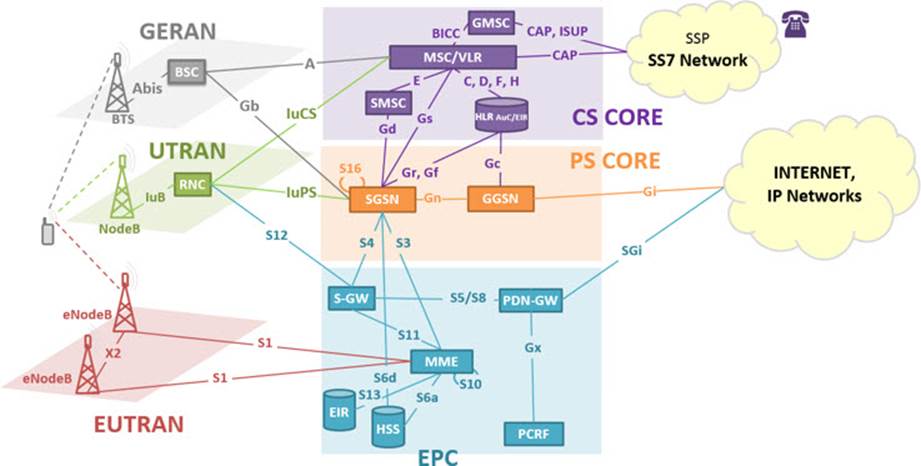 GERAN
BSC
Abis
BTS
A
Gb
GMSC
BICC
CAP, ISUP
MSC/VLR
CAP
SSP
SS7 Network
E
C, D, F, H
SMSC
Gs
HLR AuC/EIR
Gd
CS CORE
IuCS
UTRAN
RNC
IuB
NodeB
IuPS
PS CORE
S16
Gr, Gf
Gc
SGSN
Gn
GGSN
Gi
INTERNET,
IP Networks
S12
S4
S3
SGi
S-GW
S5/S8
PDN-GW
S11
Gx
MME
S10
S6d
S13
S6a
EIR
HSS
PCRF
EPC
eNodeB
X2
S1
eNodeB
S1
EUTRAN